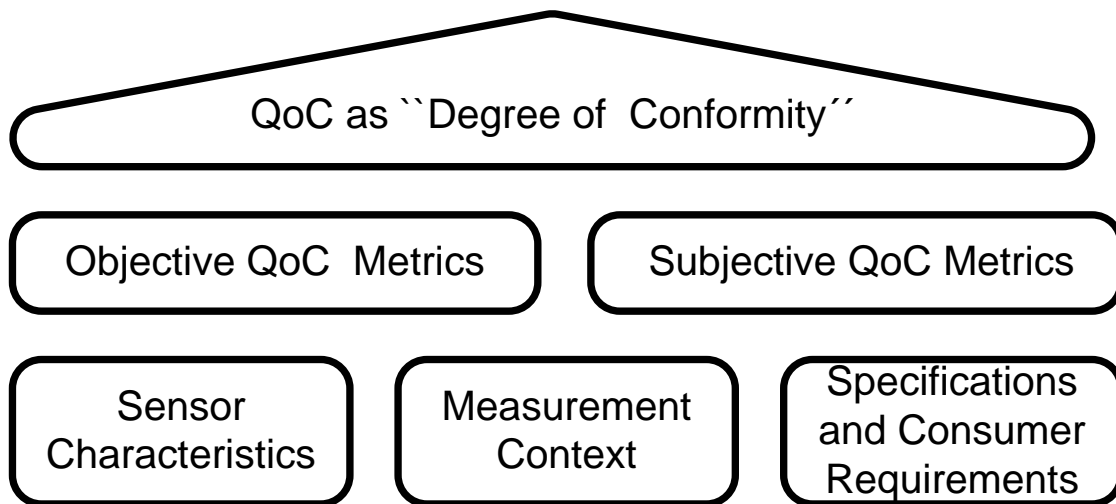 QoC as ``Degree of  Conformity´´
Objective QoC  Metrics
Subjective QoC Metrics
Sensor
Characteristics
Measurement
Context
Specifications
and Consumer
Requirements